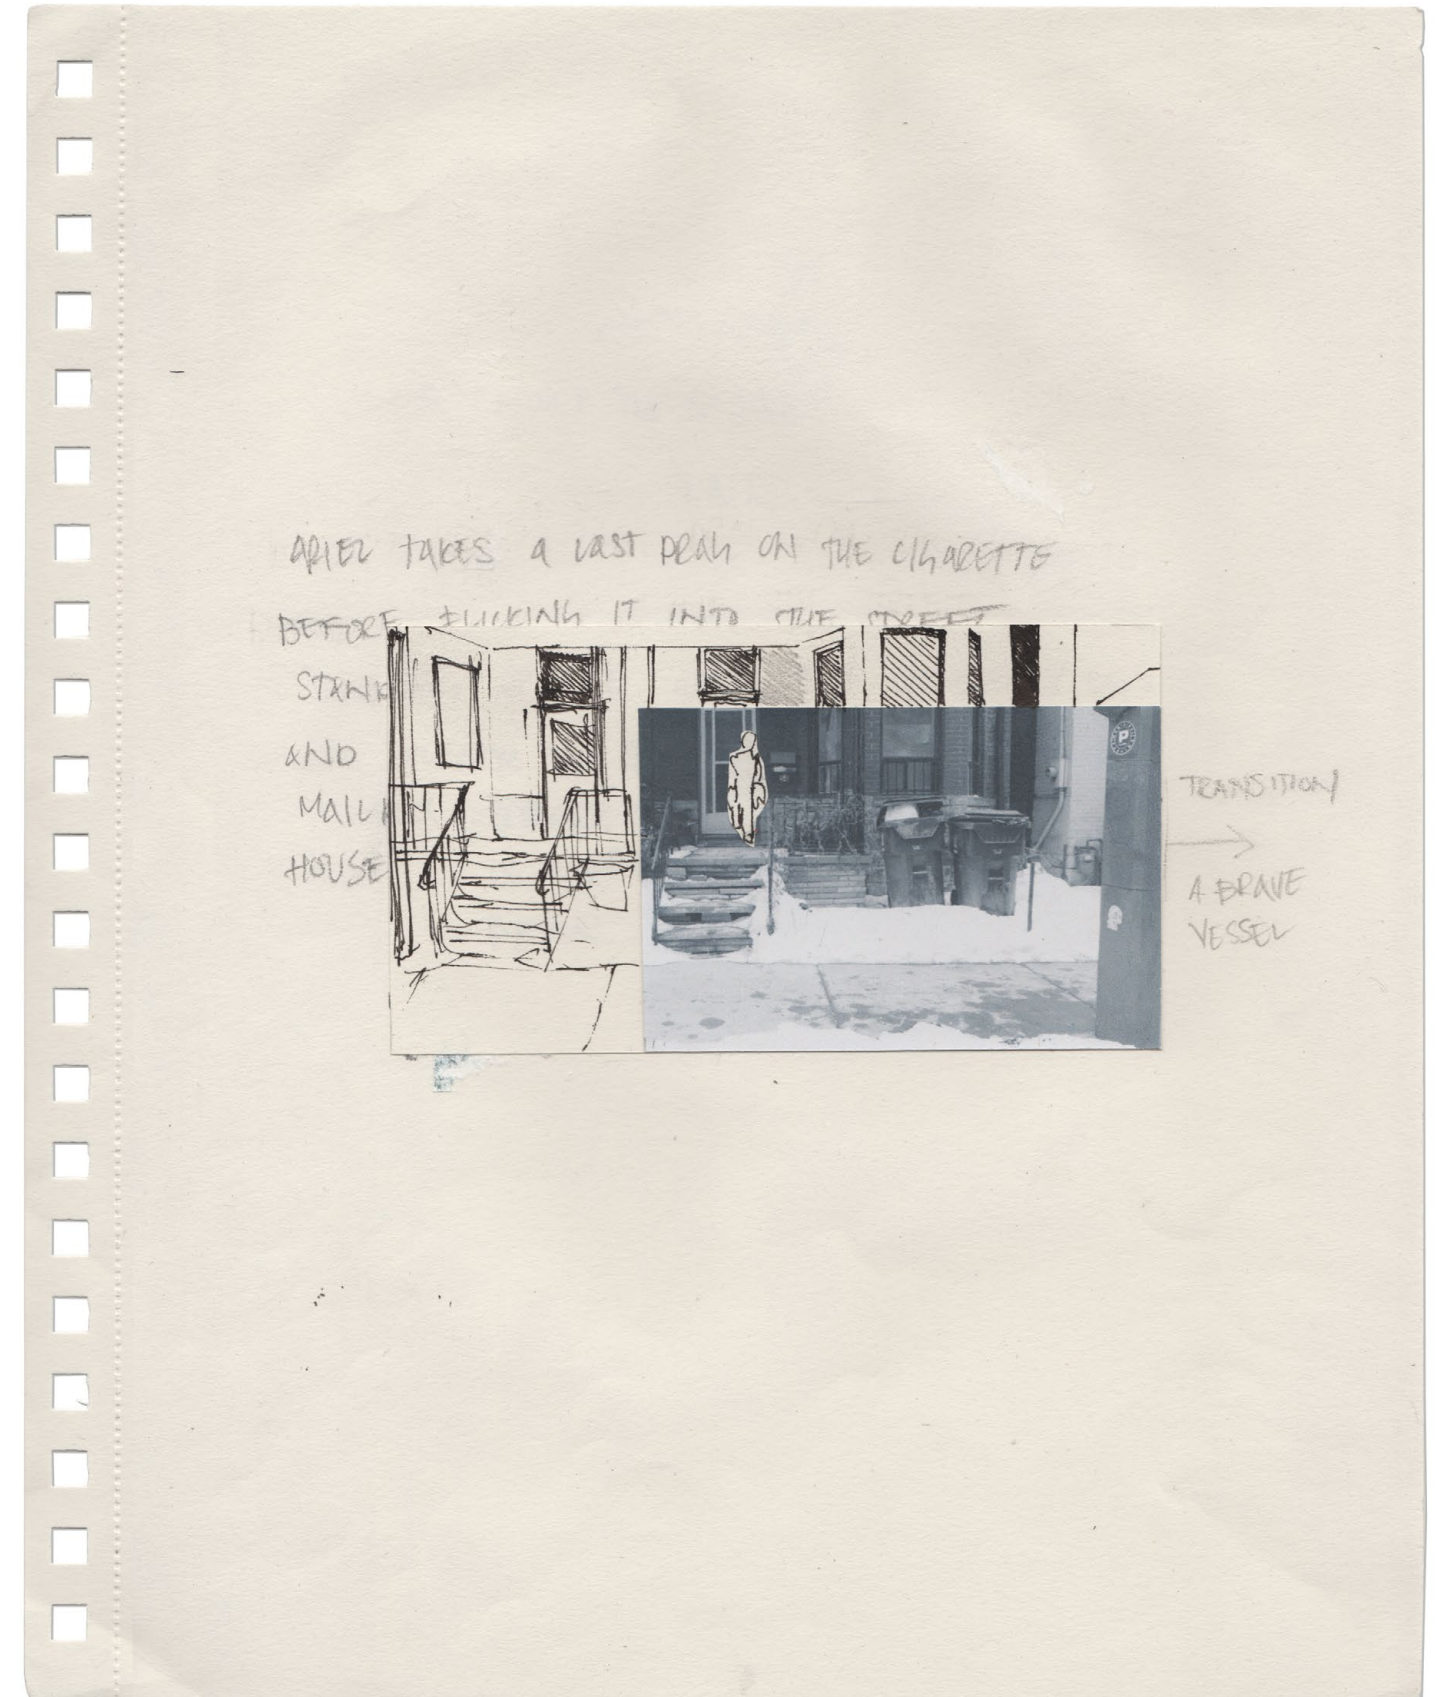 ARIEL TAKES A LAST DRAG ON THE CIGARETTE
BEFORE FLICKING IT INTO THE STREET
AND
HOUSE
P
TRANSITION
A BRAVE
VESSEL